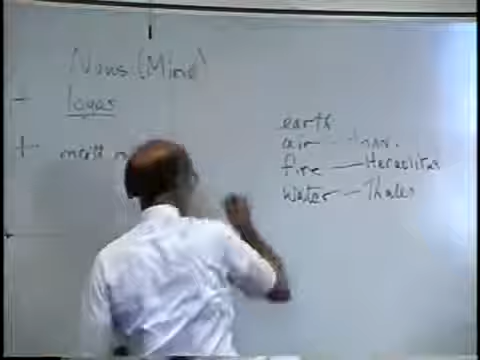 Nous (Mind)
logos
earth
air —
fire — Heraclitus
water — Thales